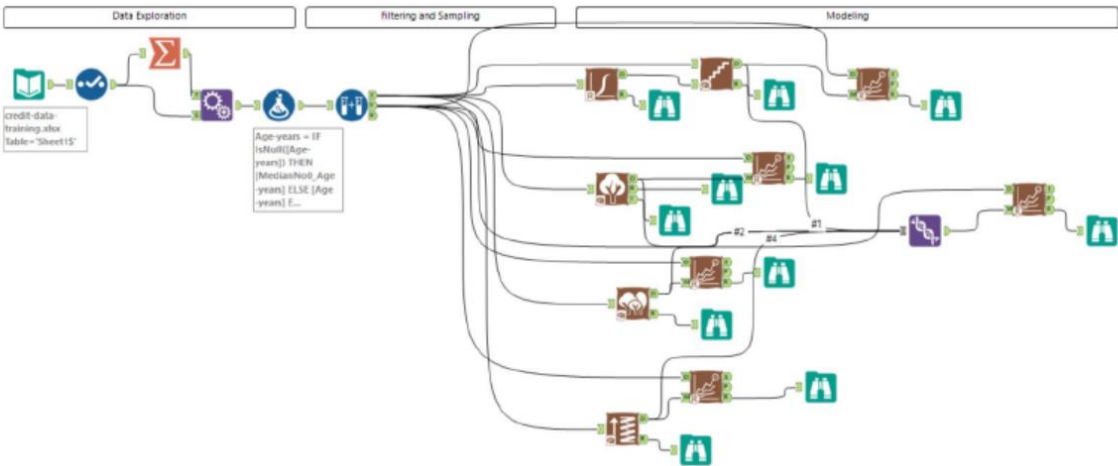 Data Exploration
Filtering and Sampling
Modeling
credit-data-
training.xlsx
Table='Sheet1$'
Age-years = IF
IsNull([Age-
years]) THEN
[MedianNo0_Age
-years] ELSE [Age
-years] E...
#1
#2
#4